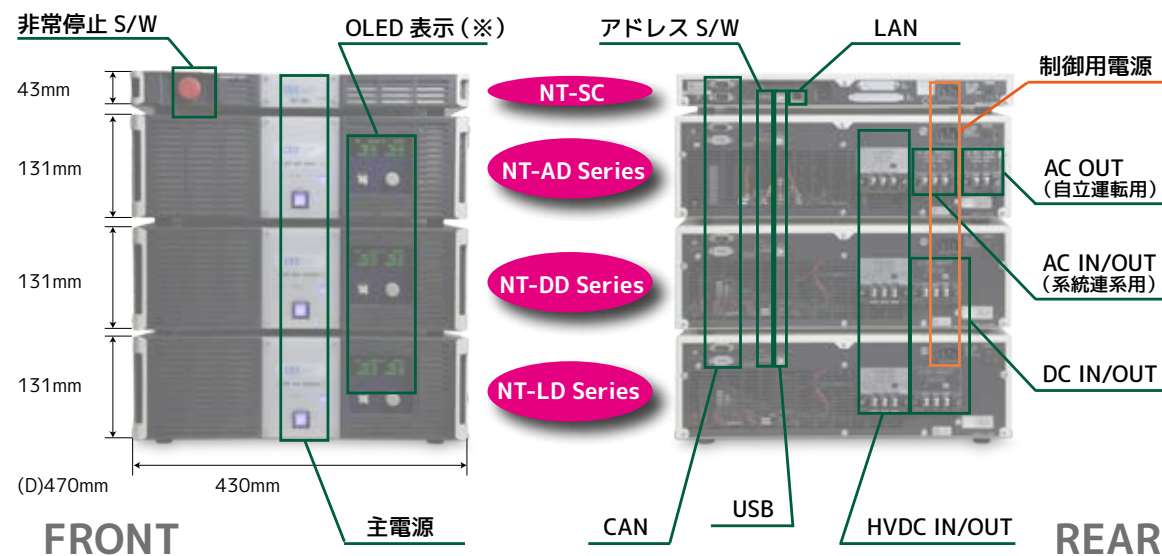 非常停止 S/W
OLED 表示(※)
アドレス S/W
LAN
制御用電源
43mm
NT-SC
131mm
NT-AD Series
AC OUT
(自立運転用)
131mm
NT-DD Series
AC IN/OUT
(系統連系用)
131mm
NT-LD Series
DC IN/OUT
(D)470mm
430mm
主電源
CAN
USB
HVDC IN/OUT
FRONT
REAR